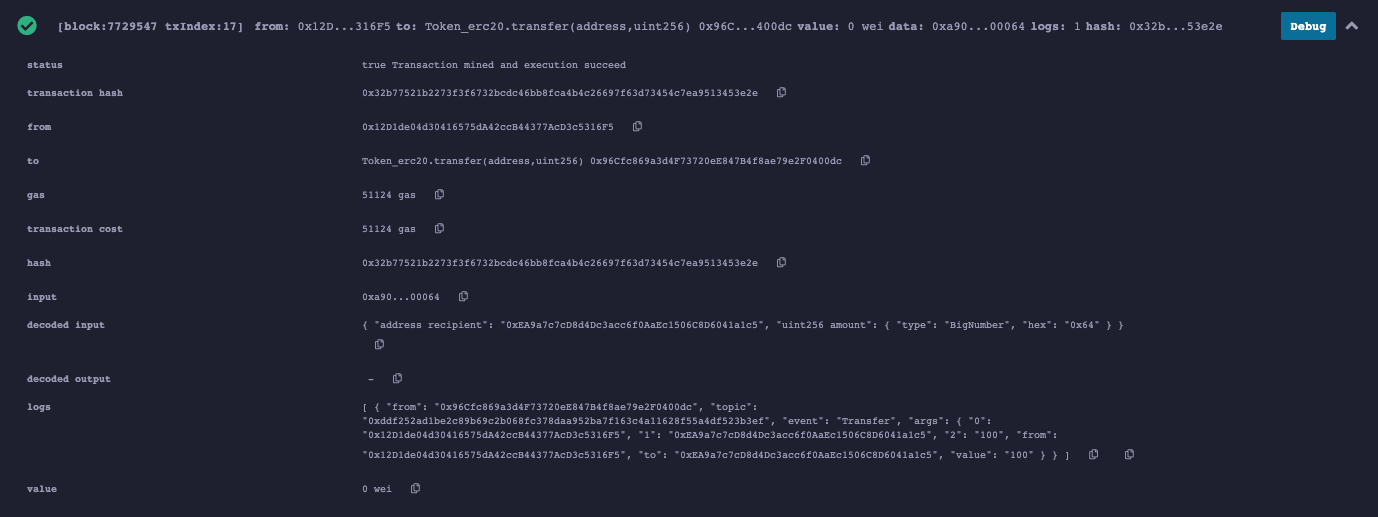 [block:7729547 txIndex:17] from: 0x12D...316F5 to: Token_erc20.transfer(address,uint256) 0x96C...400dc value: 0 wei data: 0xa90...00064 logs: 1 hash: 0x32b...53e2e Debug
status true Transaction mined and execution succeed
transaction hash 0x32b77521b2273f3f6732bcdc46bb8fca4b4c26697f63d73454c7ea9513453e2e
from 0x12D1de04d30416575dA42ccB44377AcD3c5316F5
to Token_erc20.transfer(address,uint256) 0x96Cfc869a3d4F73720eE847B4f8ae79e2F0400dc
gas 51124 gas
transaction cost 51124 gas
hash 0x32b77521b2273f3f6732bcdc46bb8fca4b4c26697f63d73454c7ea9513453e2e
input 0xa90...00064
decoded input { "address recipient": "0xEA9a7c7cD8d4Dc3acc6f0AaEc1506C8D6041a1c5", "uint256 amount": { "type": "BigNumber", "hex": "0x64" } }
decoded output -
logs [ { "from": "0x96Cfc869a3d4F73720eE847B4f8ae79e2F0400dc", "topic":
"0xddf252ad1be2c89b69c2b068fc378daa952ba7f163c4a11628f55a4df523b3ef", "event": "Transfer", "args": { "0":
"0x12D1de04d30416575dA42ccB44377AcD3c5316F5", "1": "0xEA9a7c7cD8d4Dc3acc6f0AaEc1506C8D6041a1c5", "2": "100", "from":
"0x12D1de04d30416575dA42ccB44377AcD3c5316F5", "to": "0xEA9a7c7cD8d4Dc3acc6f0AaEc1506C8D6041a1c5", "value": "100" } } ]
value 0 wei